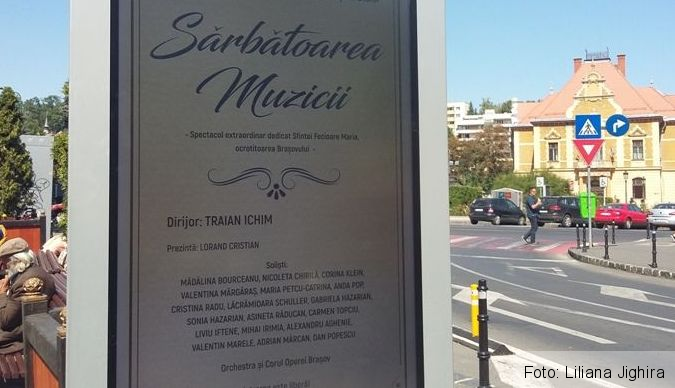 Sărbătoarea
Muzicii
- Spectacol extraordinar dedicat Sfintei Fecioare Maria,
ocrotitoarea Brașovului -
Dirijor: TRAIAN ICHIM
Prezintă: LORAND CRISTIAN
Soliști:
MĂDĂLINA BOURCEANU, NICOLETA CHIRILĂ, CORINA KLEIN,
VALENTINA MĂRGĂRAȘ, MARIA PETCU-CATRINA, ANDA POP,
CRISTINA RADU, LĂCRĂMIOARA SCHULLER, GABRIELA HAZARIAN,
SONIA HAZARIAN, ASINETA RĂDUCAN, CARMEN TOPCIU,
LIVIU IFTENE, MIHAI IRIMIA, ALEXANDRU AGHENIE,
VALENTIN MARELE, ADRIAN MĂRCAN, DAN POPESCU
Orchestra și Corul Operei Brașov
este liberă!
Foto: Liliana Jighira